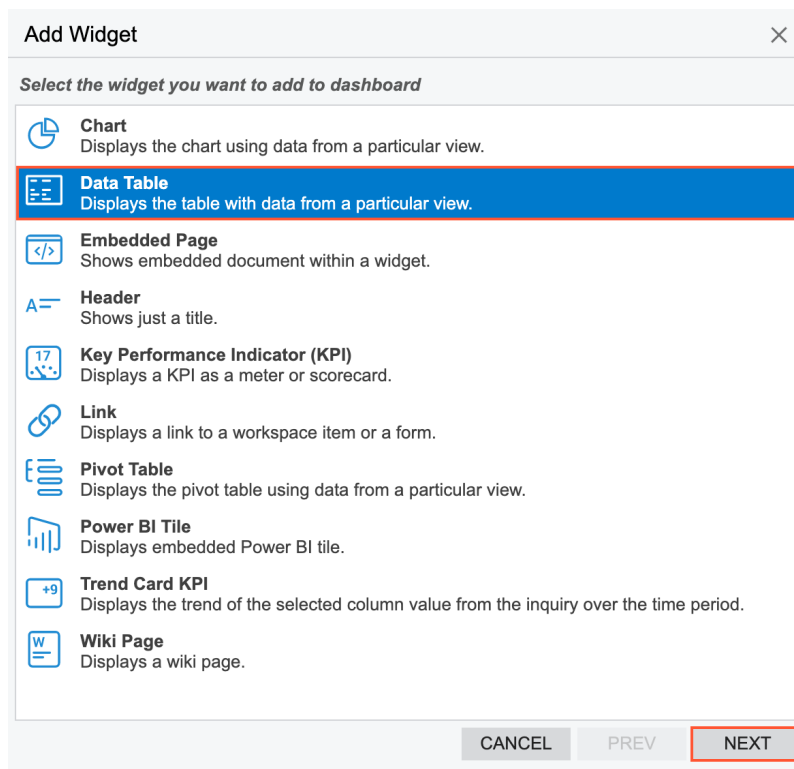 Add Widget
Select the widget you want to add to dashboard
Chart
Displays the chart using data from a particular view.
Data Table
Displays the table with data from a particular view.
Embedded Page
Shows embedded document within a widget.
A
Header
Shows just a title.
17
Key Performance Indicator (KPI)
Displays a KPI as a meter or scorecard.
Link
Displays a link to a workspace item or a form.
Pivot Table
Displays the pivot table using data from a particular view.
Power BI Tile
Displays embedded Power BI tile.
+9
Trend Card KPI
Displays the trend of the selected column value from the inquiry over the time period.
W
Wiki Page
Displays a wiki page.
CANCEL PREV NEXT